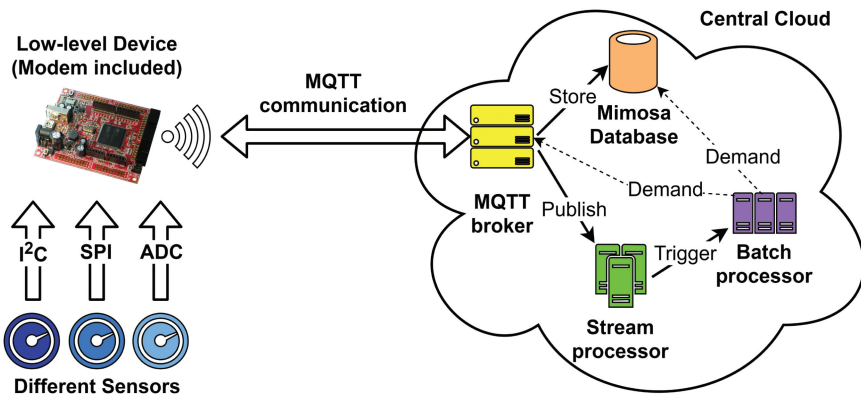 Central Cloud
Low-level Device
(Modem included)
MQTT
communication
Store
Mimosa
Database
Demand
Demand
MQTT
broker
Publish
I²C
SPI
ADC
Trigger
Batch
processor
Stream
processor
Different Sensors